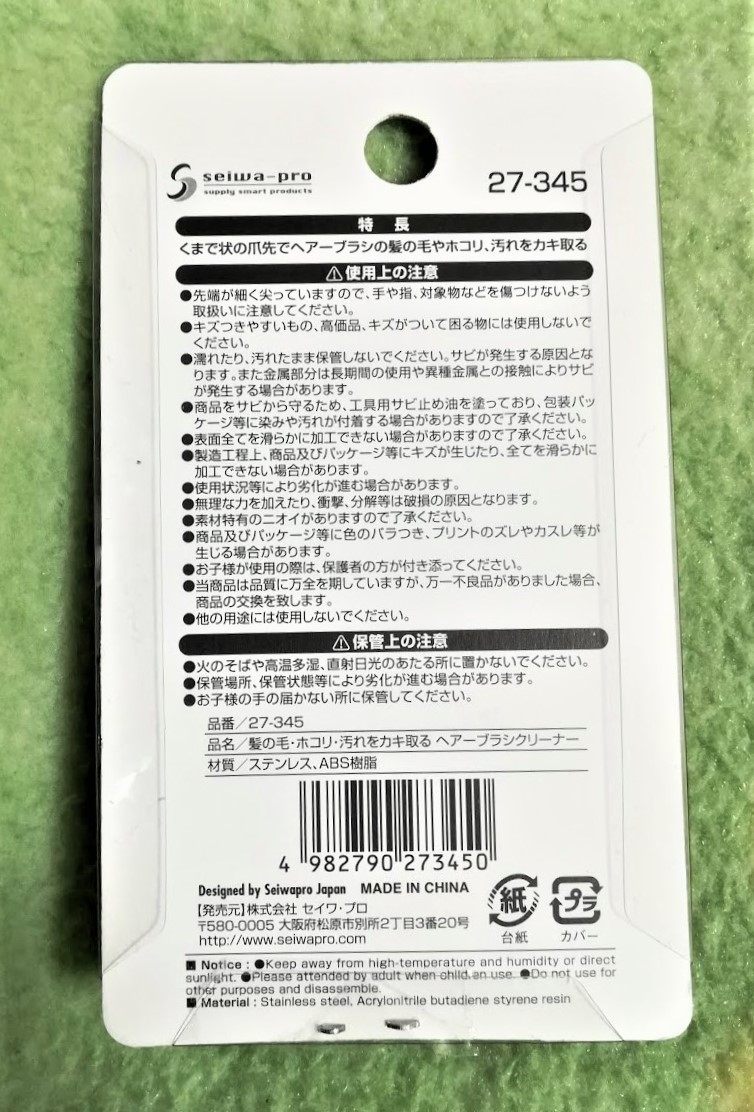 seiwa-pro
supply smart products
27-345
特 長
くまで状の爪先でヘアーブラシの髪の毛やホコリ、汚れをカキ取る
⚠使用上の注意
●先端が細く尖っていますので、手や指、対象物などを傷つけないよう
取扱いに注意してください。
●キズつきやすいもの、高価品、キズがついて困る物には使用しないで
ください。
●濡れたり、汚れたまま保管しないでください。サビが発生する原因とな
ります。また金属部分は長期間の使用や異種金属との接触によりサビ
が発生する場合があります。
●商品をサビから守るため、工具用サビ止め油を塗っており、包装パッ
ケージ等に染みや汚れが付着する場合がありますので了承ください。
●表面全てを滑らかに加工できない場合がありますので了承ください。
●製造工程上、商品及びパッケージ等にキズが生じたり、全てを滑らかに
加工できない場合があります。
●使用状況等により劣化が進む場合があります。
●無理な力を加えたり、衝撃、分解等は破損の原因となります。
●素材特有のニオイがありますので了承ください。
●商品及びパッケージ等に色のバラつき、プリントのズレやカスレ等が
生じる場合があります。
●お子様が使用の際は、保護者の方が付き添ってください。
●当商品は品質に万全を期していますが、万一不良品がありました場合、
商品の交換を致します。
●他の用途には使用しないでください。
⚠保管上の注意
●火のそばや高温多湿、直射日光のあたる所に置かないでください。
●保管場所、保管状態等により劣化が進む場合があります。
●お子様の手の届かない所に保管してください。
品番/27-345
品名/髪の毛・ホコリ・汚れをカキ取る ヘアーブラシクリーナー
材質/ステンレス、ABS樹脂
4 982790 273450
Designed by Seiwapro Japan MADE IN CHINA
【発売元】株式会社 セイワ・プロ
〒580-0005 大阪府松原市別所2丁目3番20号
http://www.seiwapro.com
紙
台紙
プラ
カバー
■ Notice : ●Keep away from high-temperature and humidity or direct
sunlight. ●Please attended by adult when child an use. ●Do not use for
other purposes and disassemble.
■ Material : Stainless steel, Acrylonitrile butadiene styrene resin